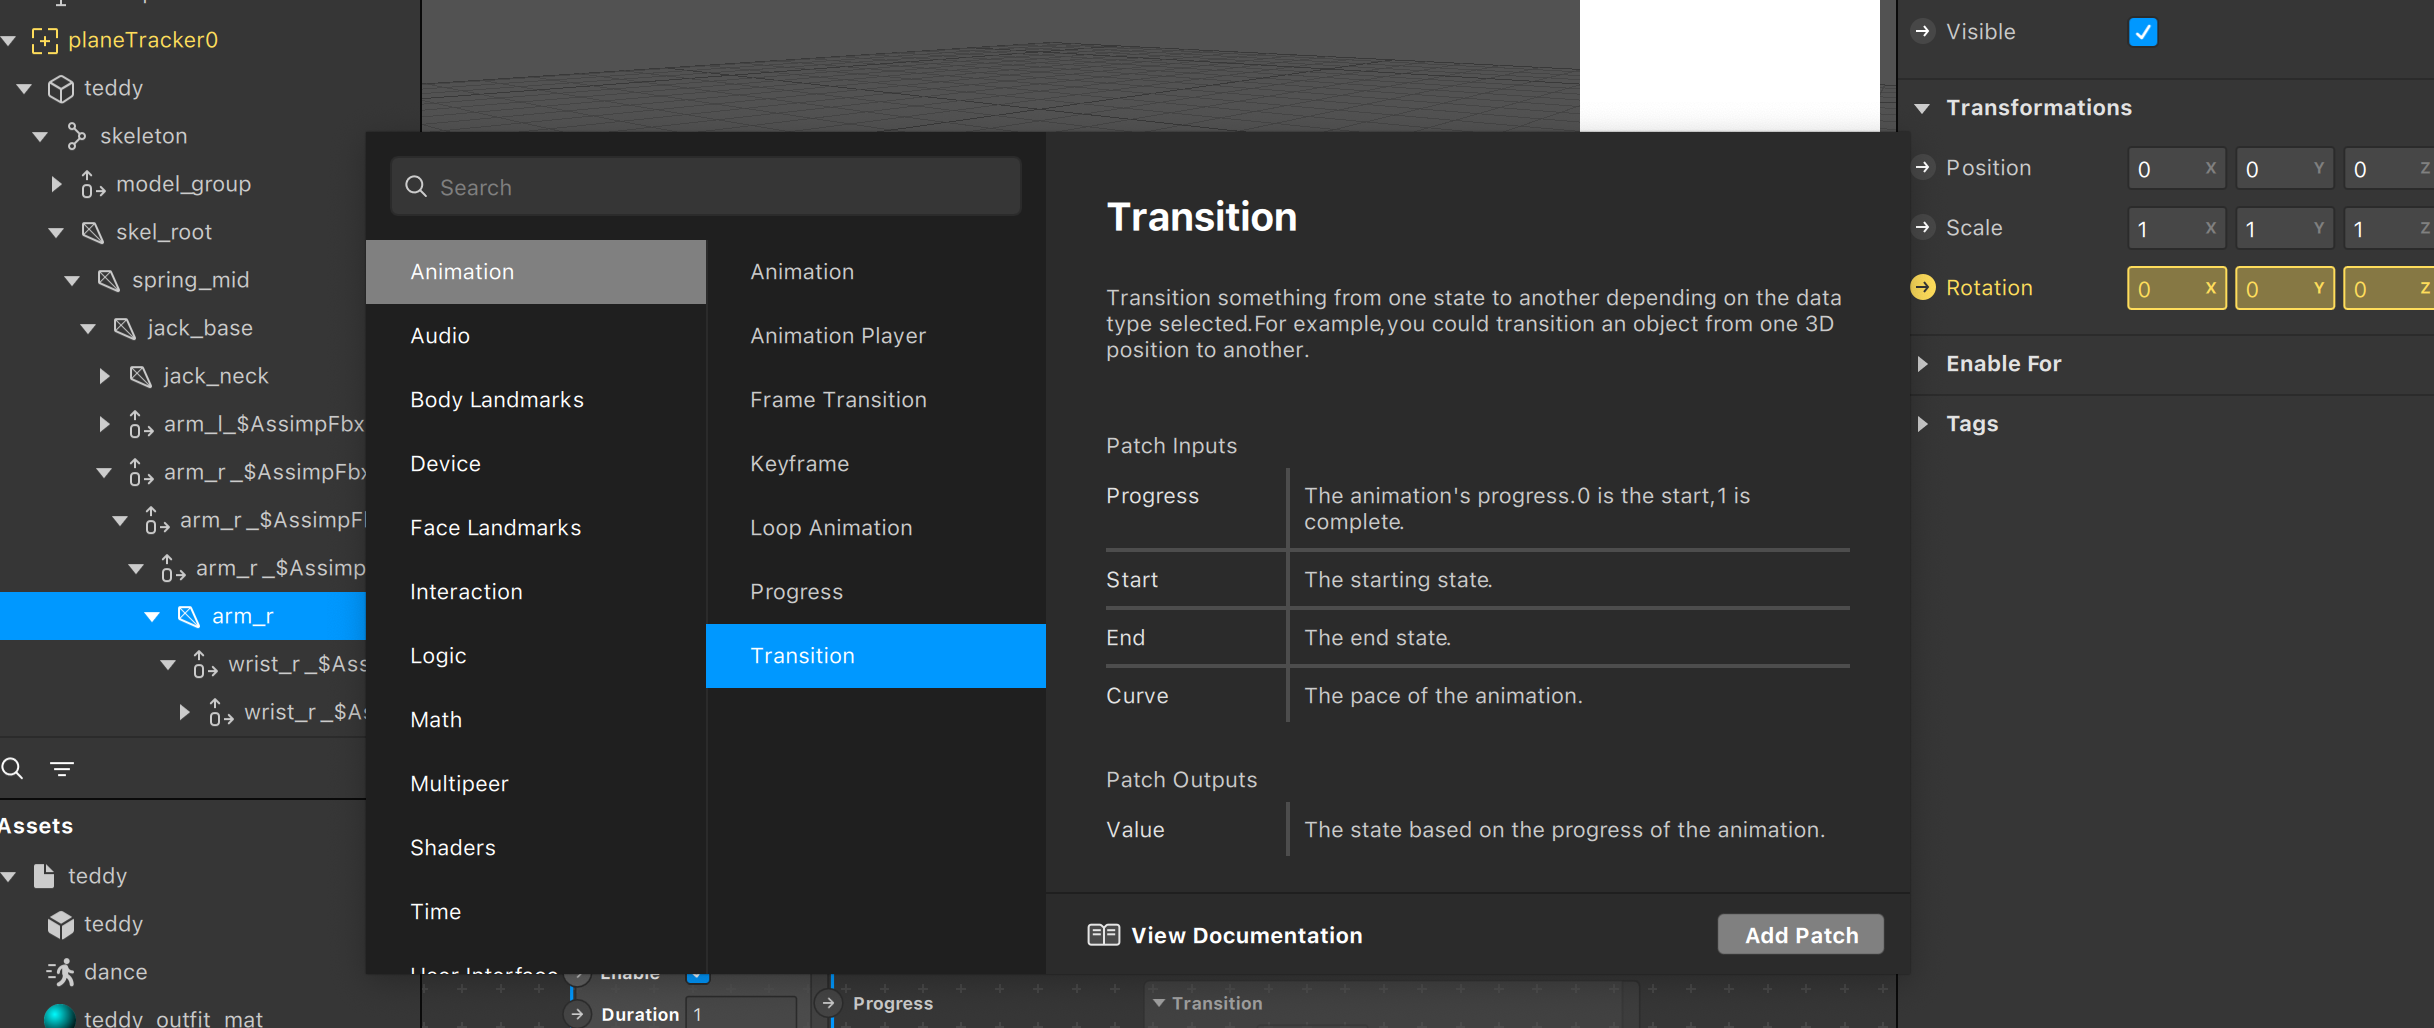 planeTracker0
teddy
skeleton
model_group
skel_root
spring_mid
jack_base
jack_neck
arm_l_$AssimpFbx
arm_r_$AssimpFbx
arm_r_$AssimpFl
arm_r_$Assimp
arm_r
wrist_r_$Ass
wrist_r_$As
Assets
teddy
teddy
dance
teddy_outfit_mat
Search
Animation
Audio
Body Landmarks
Device
Face Landmarks
Interaction
Logic
Math
Multipeer
Shaders
Time
User Interface
Animation
Animation Player
Frame Transition
Keyframe
Loop Animation
Progress
Transition
Transition
Transition something from one state to another depending on the data
type selected.For example,you could transition an object from one 3D
position to another.
Patch Inputs
Progress The animation's progress.0 is the start,1 is
complete.
Start The starting state.
End The end state.
Curve The pace of the animation.
Patch Outputs
Value The state based on the progress of the animation.
View Documentation
Add Patch
Enable
Duration 1
Progress
Transition
Visible
Transformations
Position 0 X 0 Y 0 Z
Scale 1 X 1 Y 1 Z
Rotation 0 X 0 Y 0 Z
Enable For
Tags